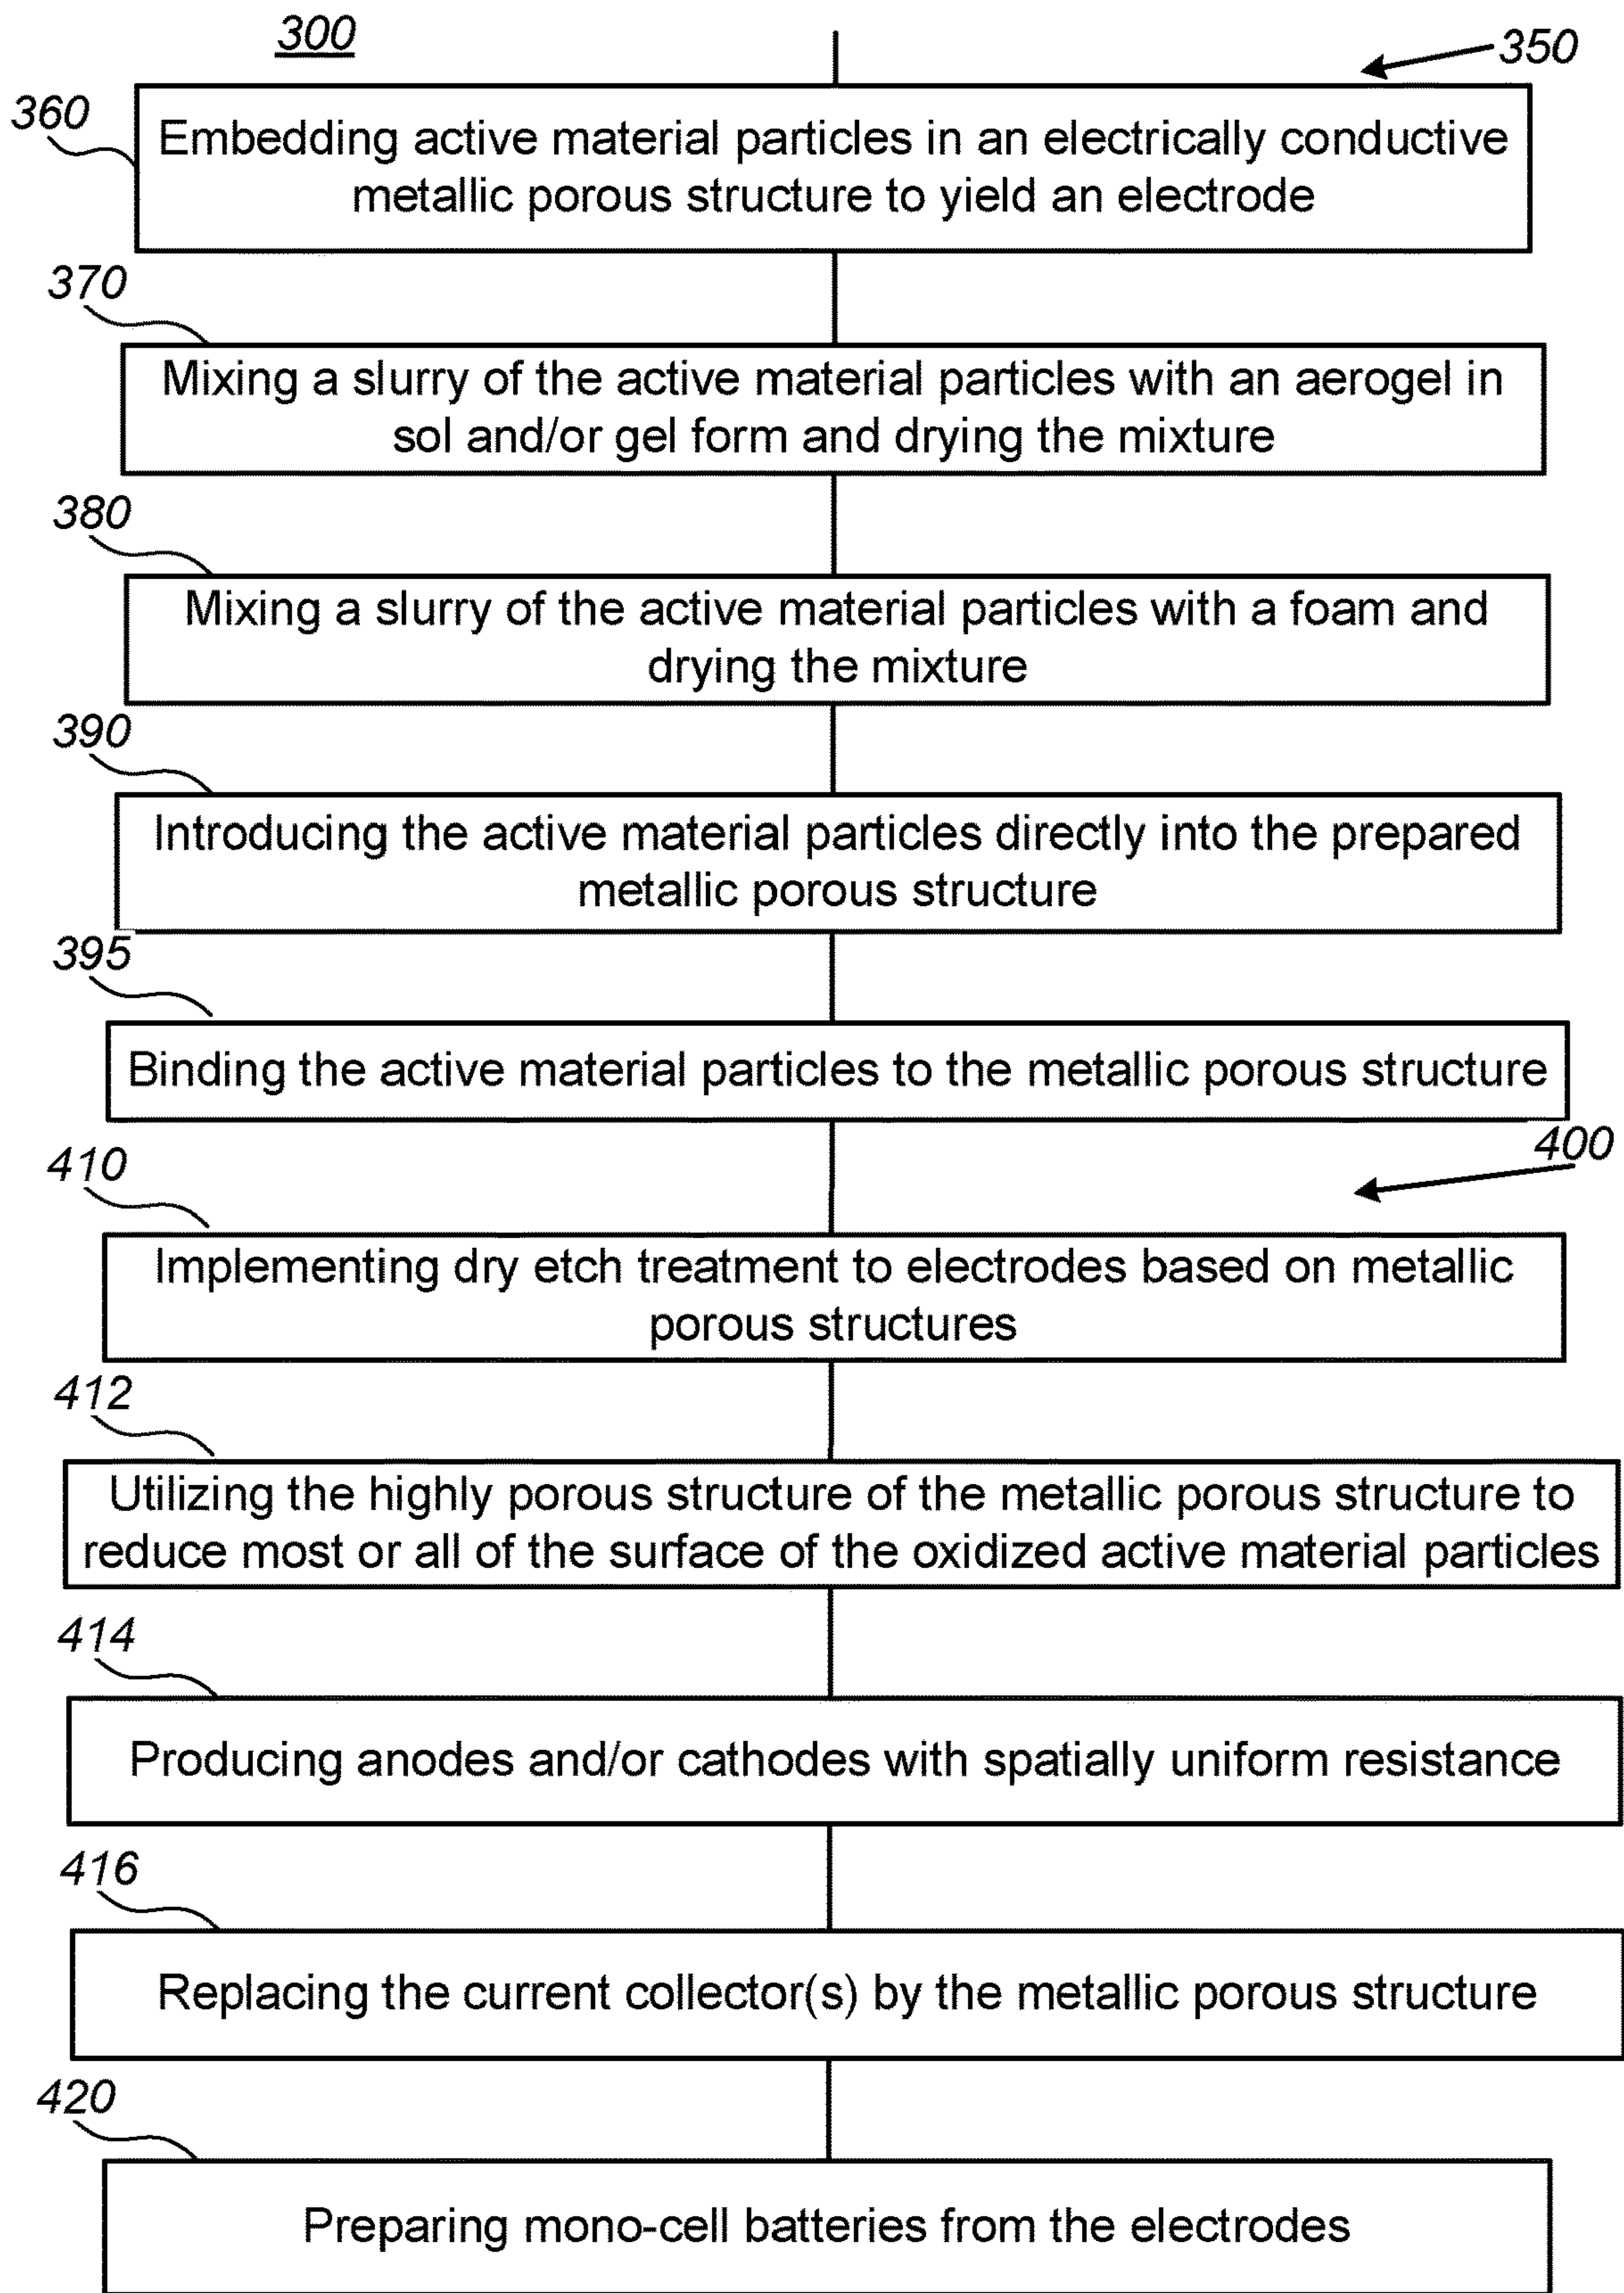 300
350
360
Embedding active material particles in an electrically conductive
metallic porous structure to yield an electrode
370
Mixing a slurry of the active material particles with an aerogel in
sol and/or gel form and drying the mixture
380
Mixing a slurry of the active material particles with a foam and
drying the mixture
390
Introducing the active material particles directly into the prepared
metallic porous structure
395
Binding the active material particles to the metallic porous structure
400
410
Implementing dry etch treatment to electrodes based on metallic
porous structures
412
Utilizing the highly porous structure of the metallic porous structure to
reduce most or all of the surface of the oxidized active material particles
414
Producing anodes and/or cathodes with spatially uniform resistance
416
Replacing the current collector(s) by the metallic porous structure
420
Preparing mono-cell batteries from the electrodes